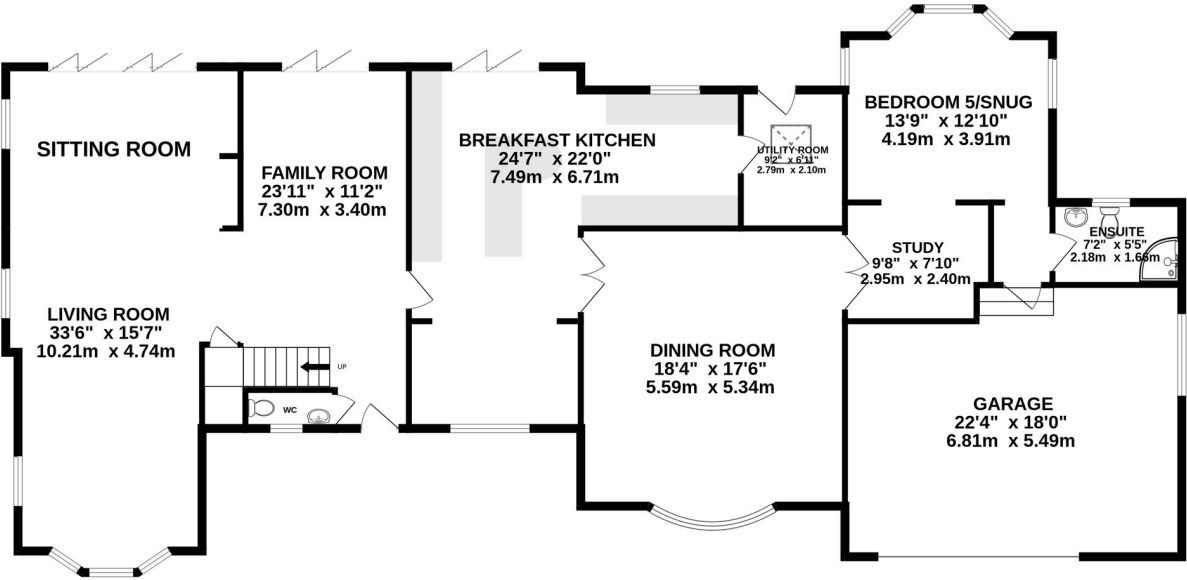 SITTING ROOM
FAMILY ROOM
23'11" x 11'2"
7.30m x 3.40m
BREAKFAST KITCHEN
24'7" x 22'0"
7.49m x 6.71m
UTILITY ROOM
9'2" x 6'11"
2.79m x 2.10m
BEDROOM 5/SNUG
13'9" x 12'10"
4.19m x 3.91m
STUDY
9'8" x 7'10"
2.95m x 2.40m
ENSUITE
7'2" x 5'5"
2.18m x 1.66m
LIVING ROOM
33'6" x 15'7"
10.21m x 4.74m
UP
WC
DINING ROOM
18'4" x 17'6"
5.59m x 5.34m
GARAGE
22'4" x 18'0"
6.81m x 5.49m